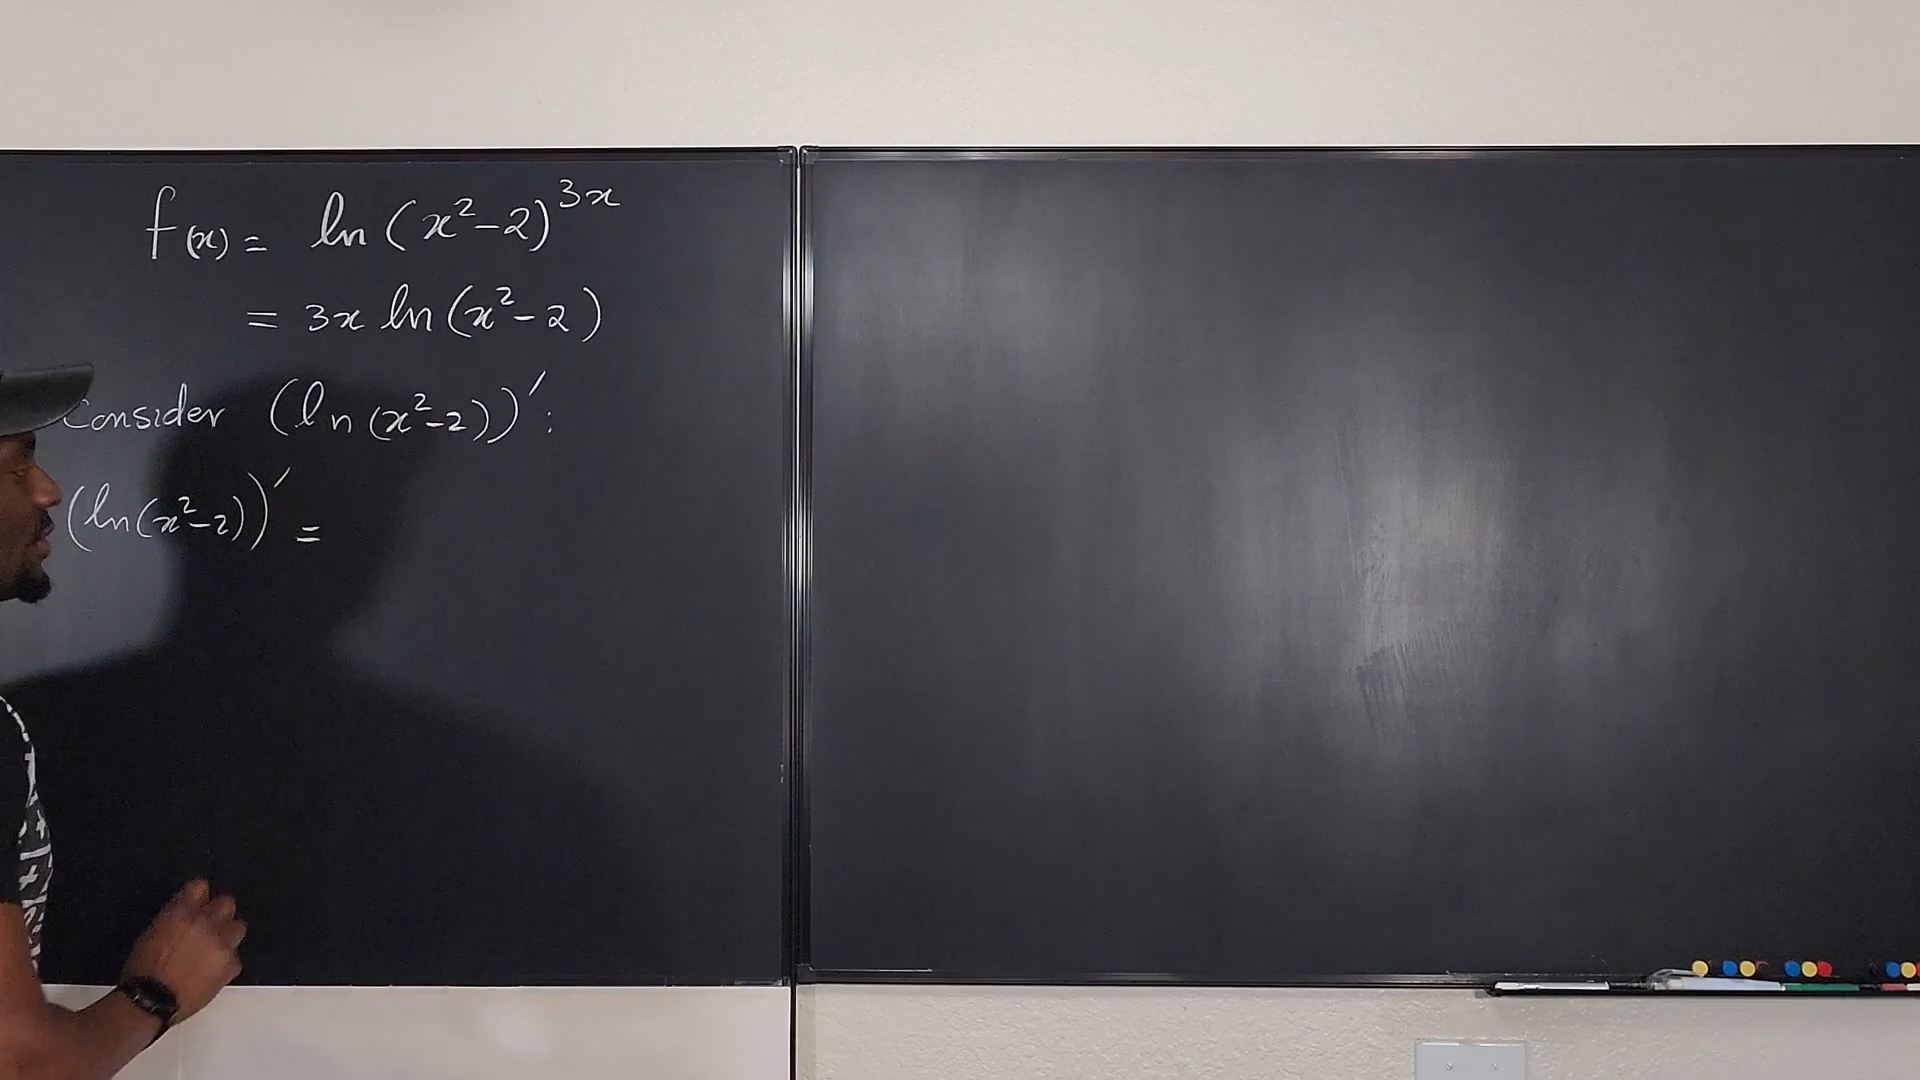 f(x) = ln (x²-2)³ˣ
= 3x ln (x²-2)
Consider (ln (x²-2))′:
(ln(x²-2))′ =